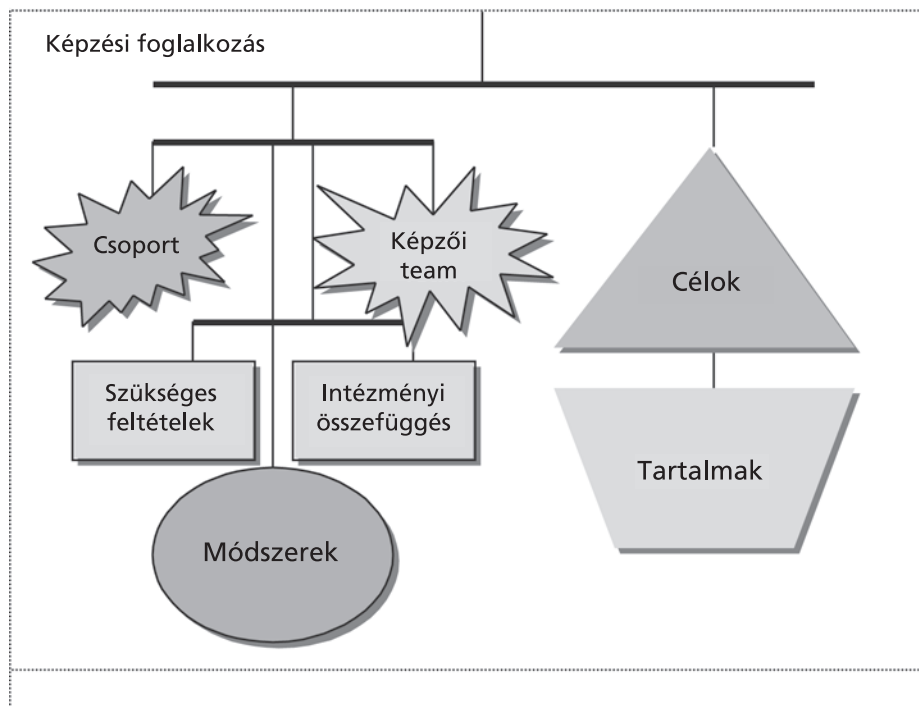 Képzési foglalkozás
Csoport
Képzői
team
Célok
Szükséges
feltételek
Intézményi
összefüggés
Tartalmak
Módszerek